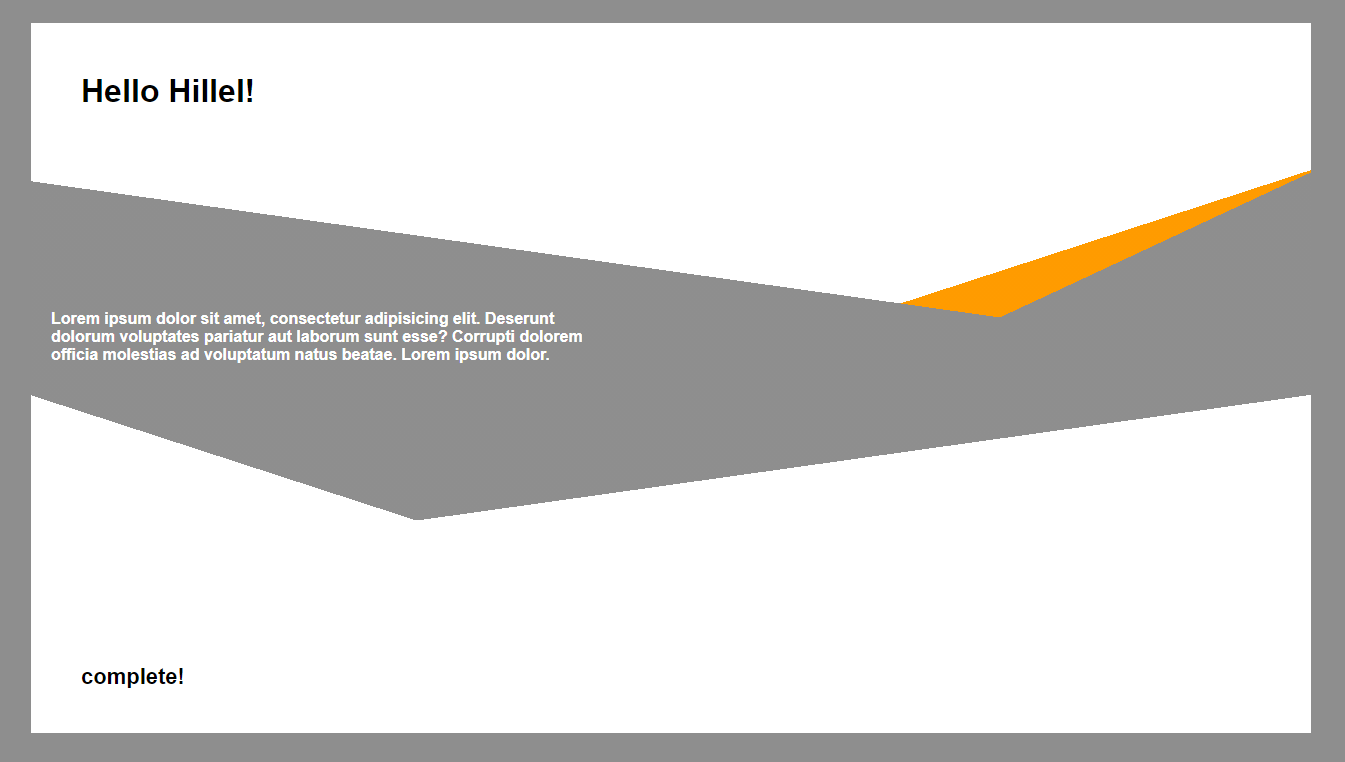 Hello Hillel!
Lorem ipsum dolor sit amet, consectetur adipisicing elit. Deserunt
dolorum voluptates pariatur aut laborum sunt esse? Corrupti dolorem
officia molestias ad voluptatum natus beatae. Lorem ipsum dolor.
complete!